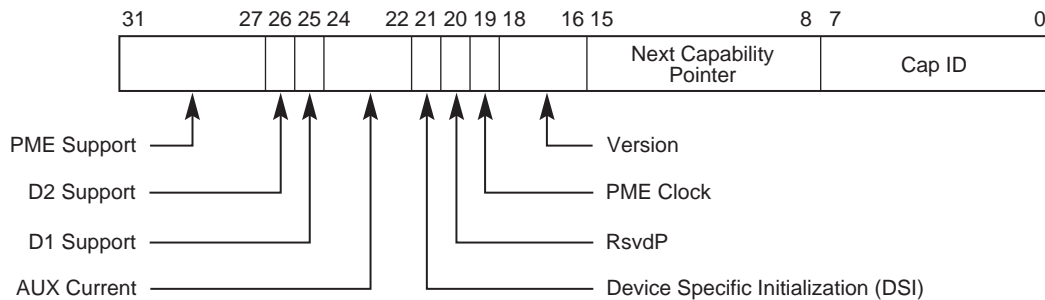 31 27 26 25 24 22 21 20 19 18 16 15 8 7 0
Next Capability
Pointer
Cap ID
PME Support
Version
D2 Support
PME Clock
D1 Support
RsvdP
AUX Current
Device Specific Initialization (DSI)